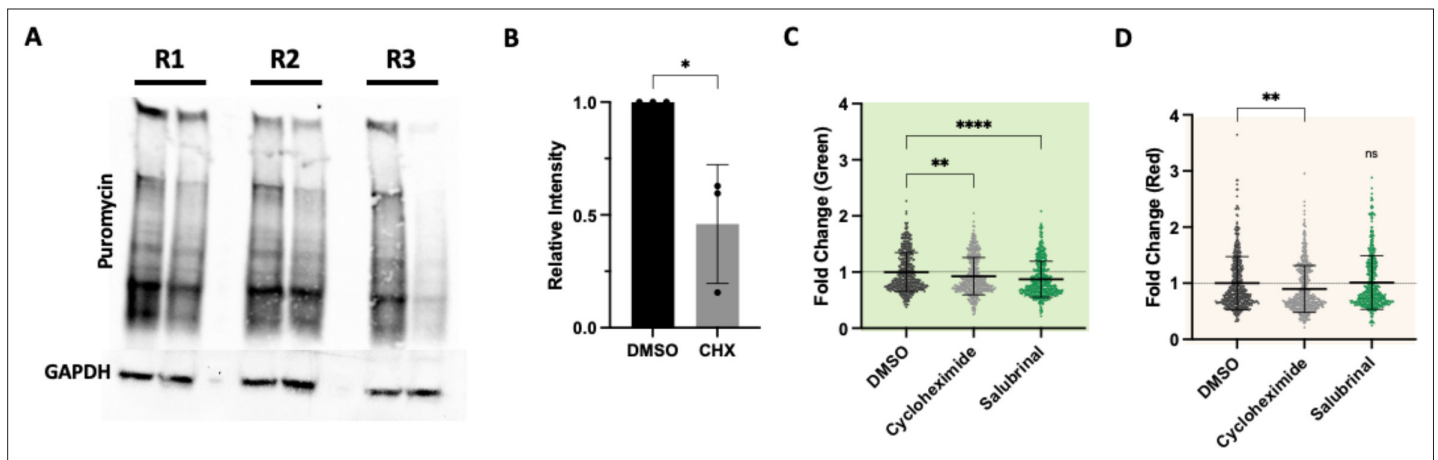 A
R1 R2 R3
Puromycin
GAPDH
B
*
Relative Intensity
1.0
0.5
0.0
DMSO CHX
C
****
**
Fold Change (Green)
4
3
2
1
0
DMSO
Cycloheximide
Salubrinal
D
**
ns
Fold Change (Red)
4
3
2
1
0
DMSO
Cycloheximide
Salubrinal